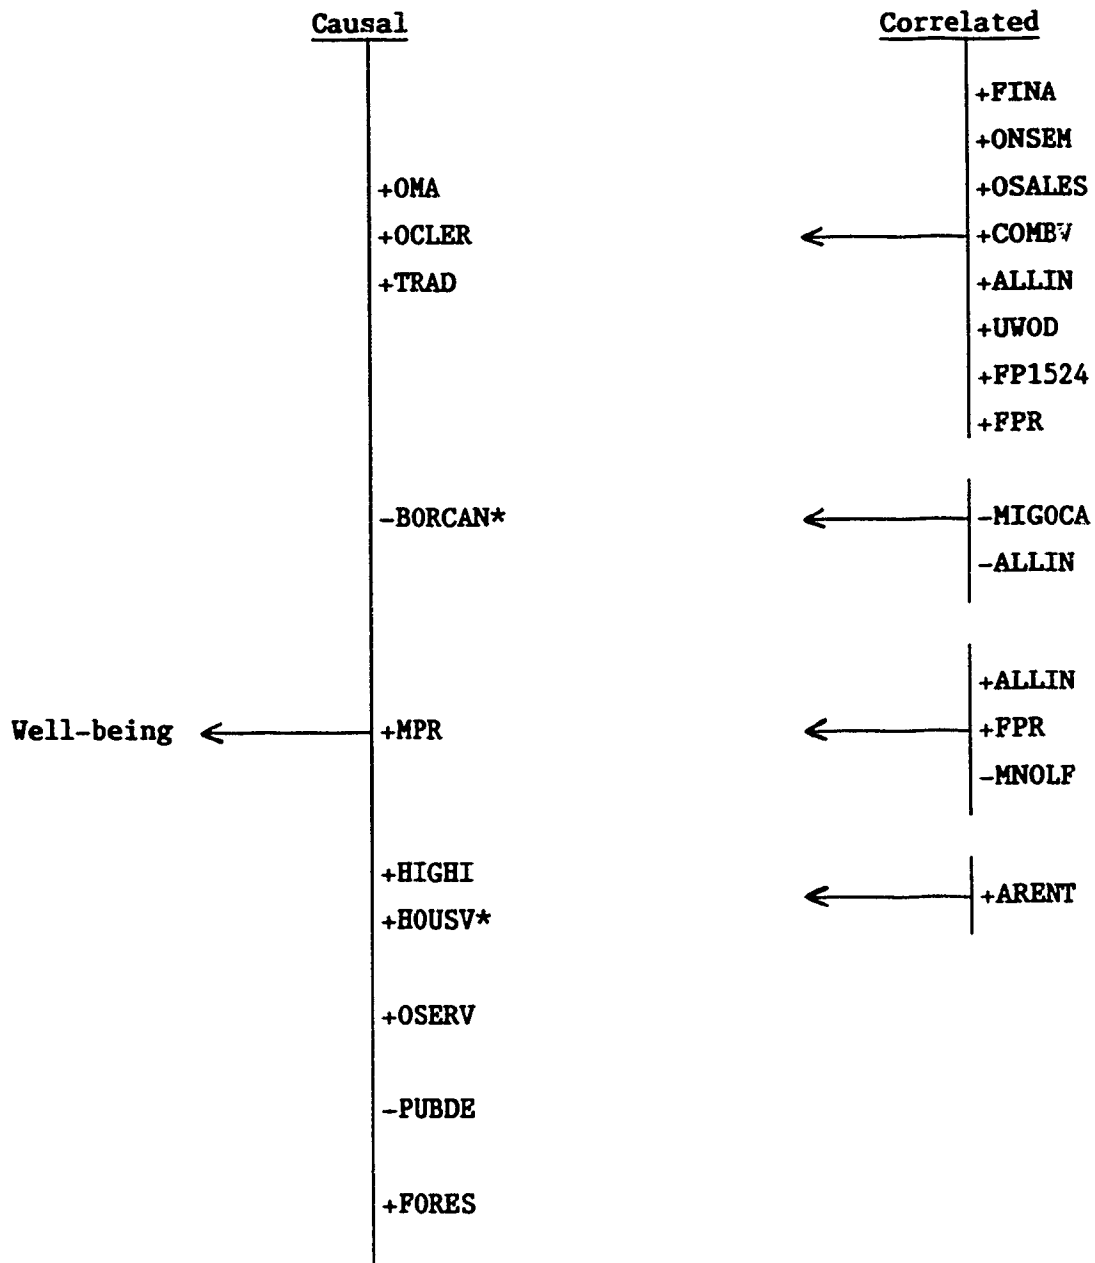 Causal
Correlated
+FINA
+ONSEM
+OMA
+OSALES
+OCLER
+COMBV
+TRAD
+ALLIN
+UWOD
+FP1524
+FPR
-BORCAN*
-MIGOCA
-ALLIN
+ALLIN
Well-being
+MPR
+FPR
-MNOLF
+HIGHI
+HOUSV*
+ARENT
+OSERV
-PUBDE
+FORES